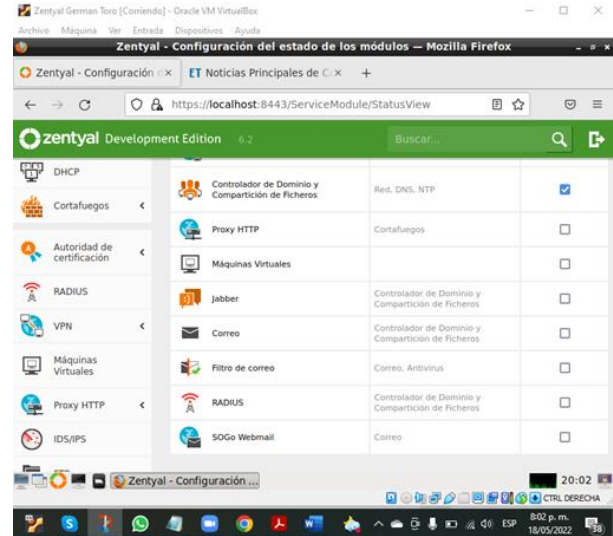 Zentyal German Toro [Corriendo] - Oracle VM VirtualBox
Archivo Máquina Ver Entrada Dispositivos Ayuda
Zentyal - Configuración del estado de los módulos — Mozilla Firefox
Zentyal - Configuración d
ET Noticias Principales de C
https://localhost:8443/ServiceModule/StatusView
zentyal Development Edition 6.2
Buscar...
DHCP
Cortafuegos
Autoridad de
certificación
RADIUS
VPN
Máquinas
Virtuales
Proxy HTTP
IDS/IPS
Controlador de Dominio y
Compartición de Ficheros
Red, DNS, NTP
Proxy HTTP
Cortafuegos
Máquinas Virtuales
Jabber
Controlador de Dominio y
Compartición de Ficheros
Correo
Controlador de Dominio y
Compartición de Ficheros
Filtro de correo
Correo, Antivirus
RADIUS
Controlador de Dominio y
Compartición de Ficheros
SOGo Webmail
Correo
Zentyal - Configuración ...
20:02
CTRL DERECHA
ESP
8:02 p. m.
18/05/2022
38